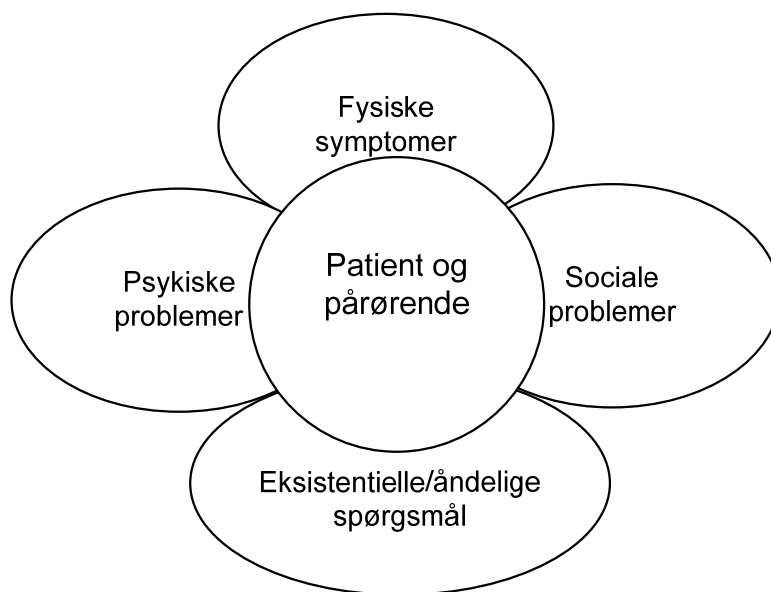 Fysiske
symptomer
Patient og
pårørende
Psykiske
problemer
Sociale
problemer
Eksistentielle/åndelige
spørgsmål